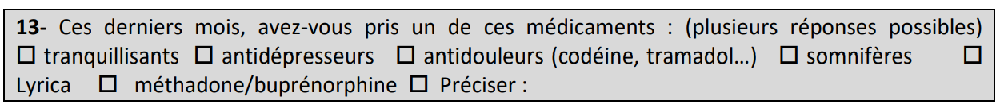 13- Ces derniers mois, avez-vous pris un de ces médicaments : (plusieurs réponses possibles)
☐ tranquillisants ☐ antidépresseurs ☐ antidouleurs (codéine, tramadol…) ☐ somnifères ☐
Lyrica ☐ méthadone/buprénorphine ☐ Préciser :